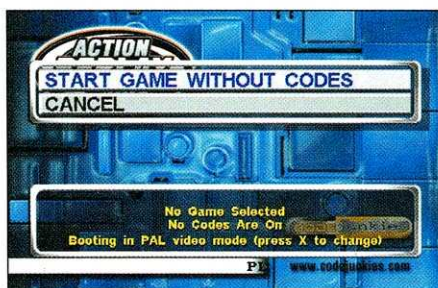 ACTION
START GAME WITHOUT CODES
CANCEL
No Game Selected
No Codes Are On
Booting in PAL video mode (press X to change)
www.codejunkies.com